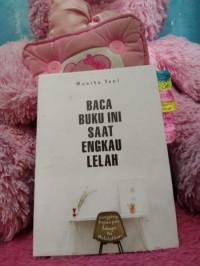 Munita Yeni
BACA
BUKU INI
SAAT
ENGKAU
LELAH